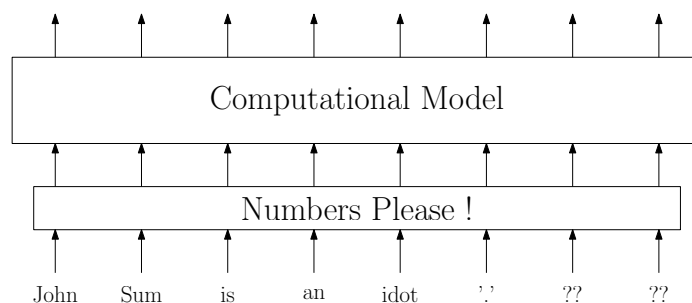 Computational Model
Numbers Please !
John Sum is an idot '.' ?? ??